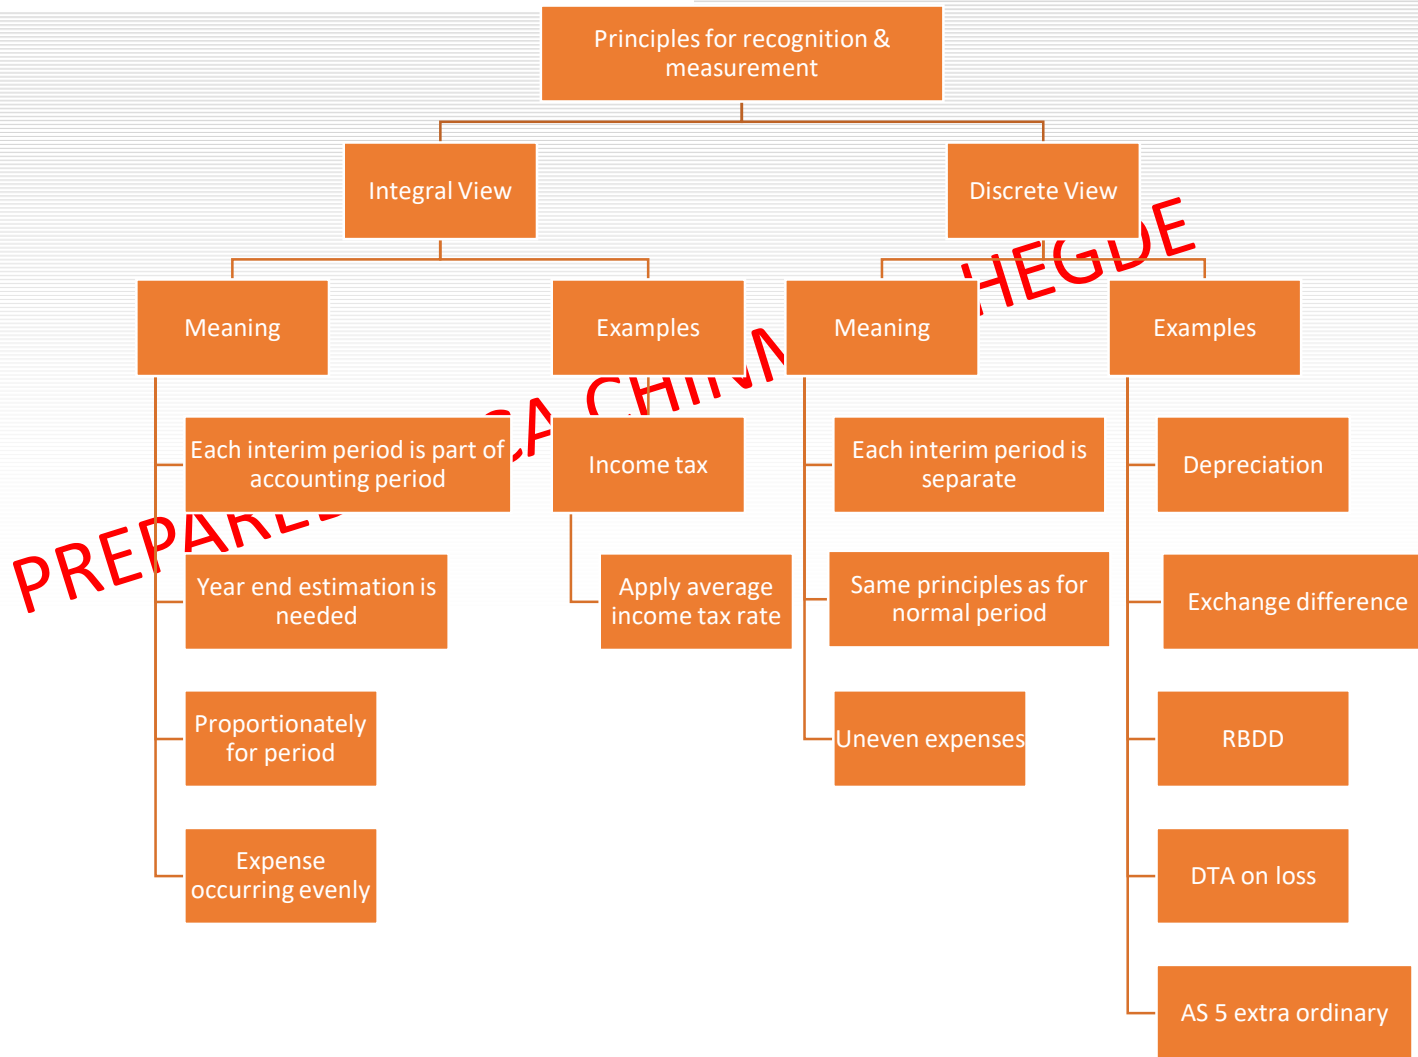 Principles for recognition &
measurement
Integral View
Discrete View
Meaning
Examples
Meaning
Examples
Each interim period is part of
accounting period
Year end estimation is
needed
Proportionately
for period
Expense
occurring evenly
Income tax
Apply average
income tax rate
Each interim period is
separate
Same principles as for
normal period
Uneven expenses
Depreciation
Exchange difference
RBDD
DTA on loss
AS 5 extra ordinary
CA
HEGDE